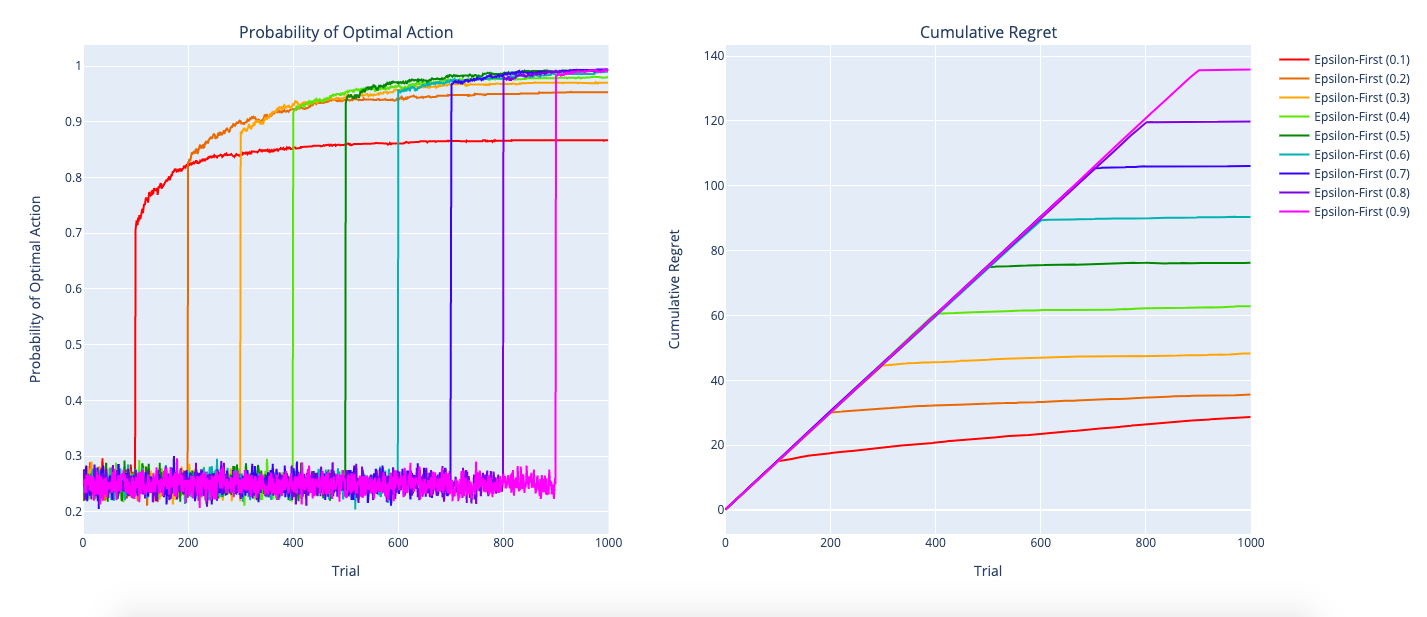 Probability of Optimal Action
Probability of Optimal Action
1
0.9
0.8
0.7
0.6
0.5
0.4
0.3
0.2
0
200
400
600
800
1000
Trial
Cumulative Regret
Cumulative Regret
140
120
100
80
60
40
20
0
0
200
400
600
800
1000
Trial
Epsilon-First (0.1)
Epsilon-First (0.2)
Epsilon-First (0.3)
Epsilon-First (0.4)
Epsilon-First (0.5)
Epsilon-First (0.6)
Epsilon-First (0.7)
Epsilon-First (0.8)
Epsilon-First (0.9)